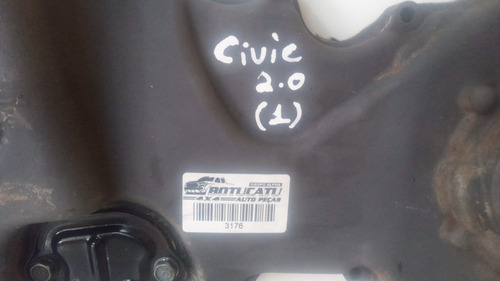 Civic
2.0
(1)
BOTUCATU
4X4 AUTO PEÇAS
3176